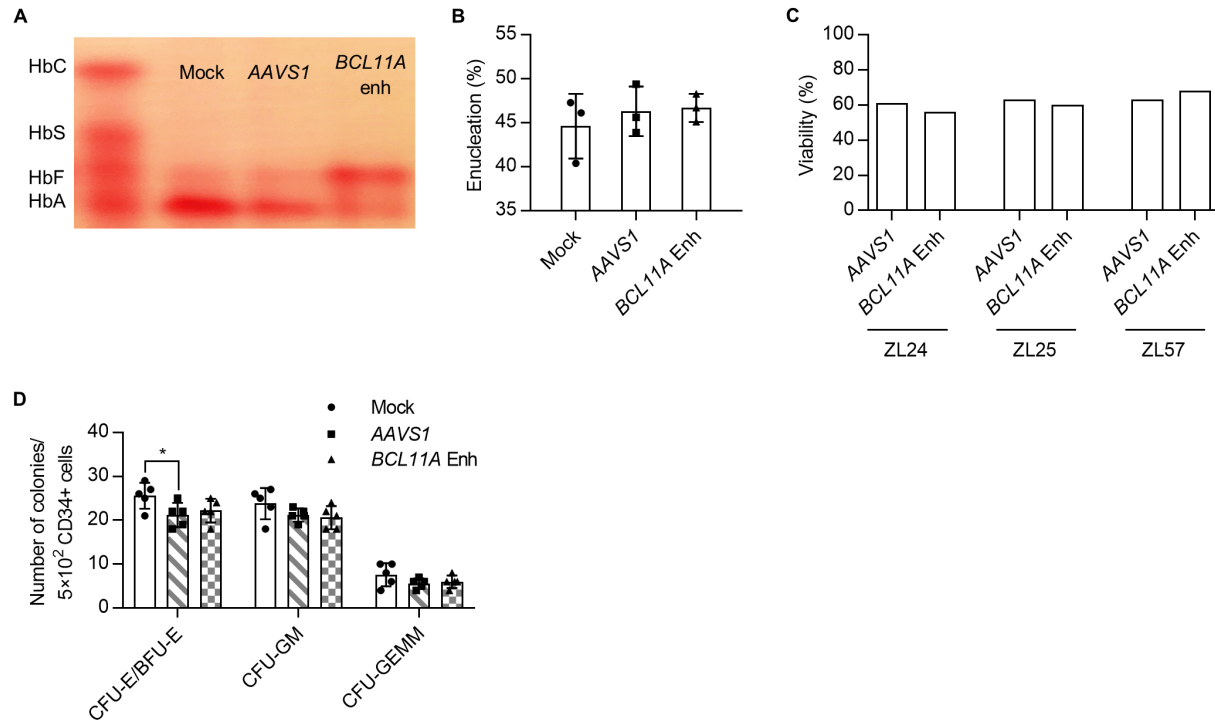 A
HbC
HbS
HbF
HbA
Mock
AAVS1
BCL11A
enh
B
Enucleation (%)
55
50
45
40
35
Mock
AAVS1
BCL11A Enh
C
Viability (%)
100
80
60
40
20
0
AAVS1
BCL11A Enh
ZL24
AAVS1
BCL11A Enh
ZL25
AAVS1
BCL11A Enh
ZL57
D
Mock
AAVS1
BCL11A Enh
Number of colonies/
5×10² CD34+ cells
40
30
20
10
0
*
CFU-E/BFU-E
CFU-GM
CFU-GEMM